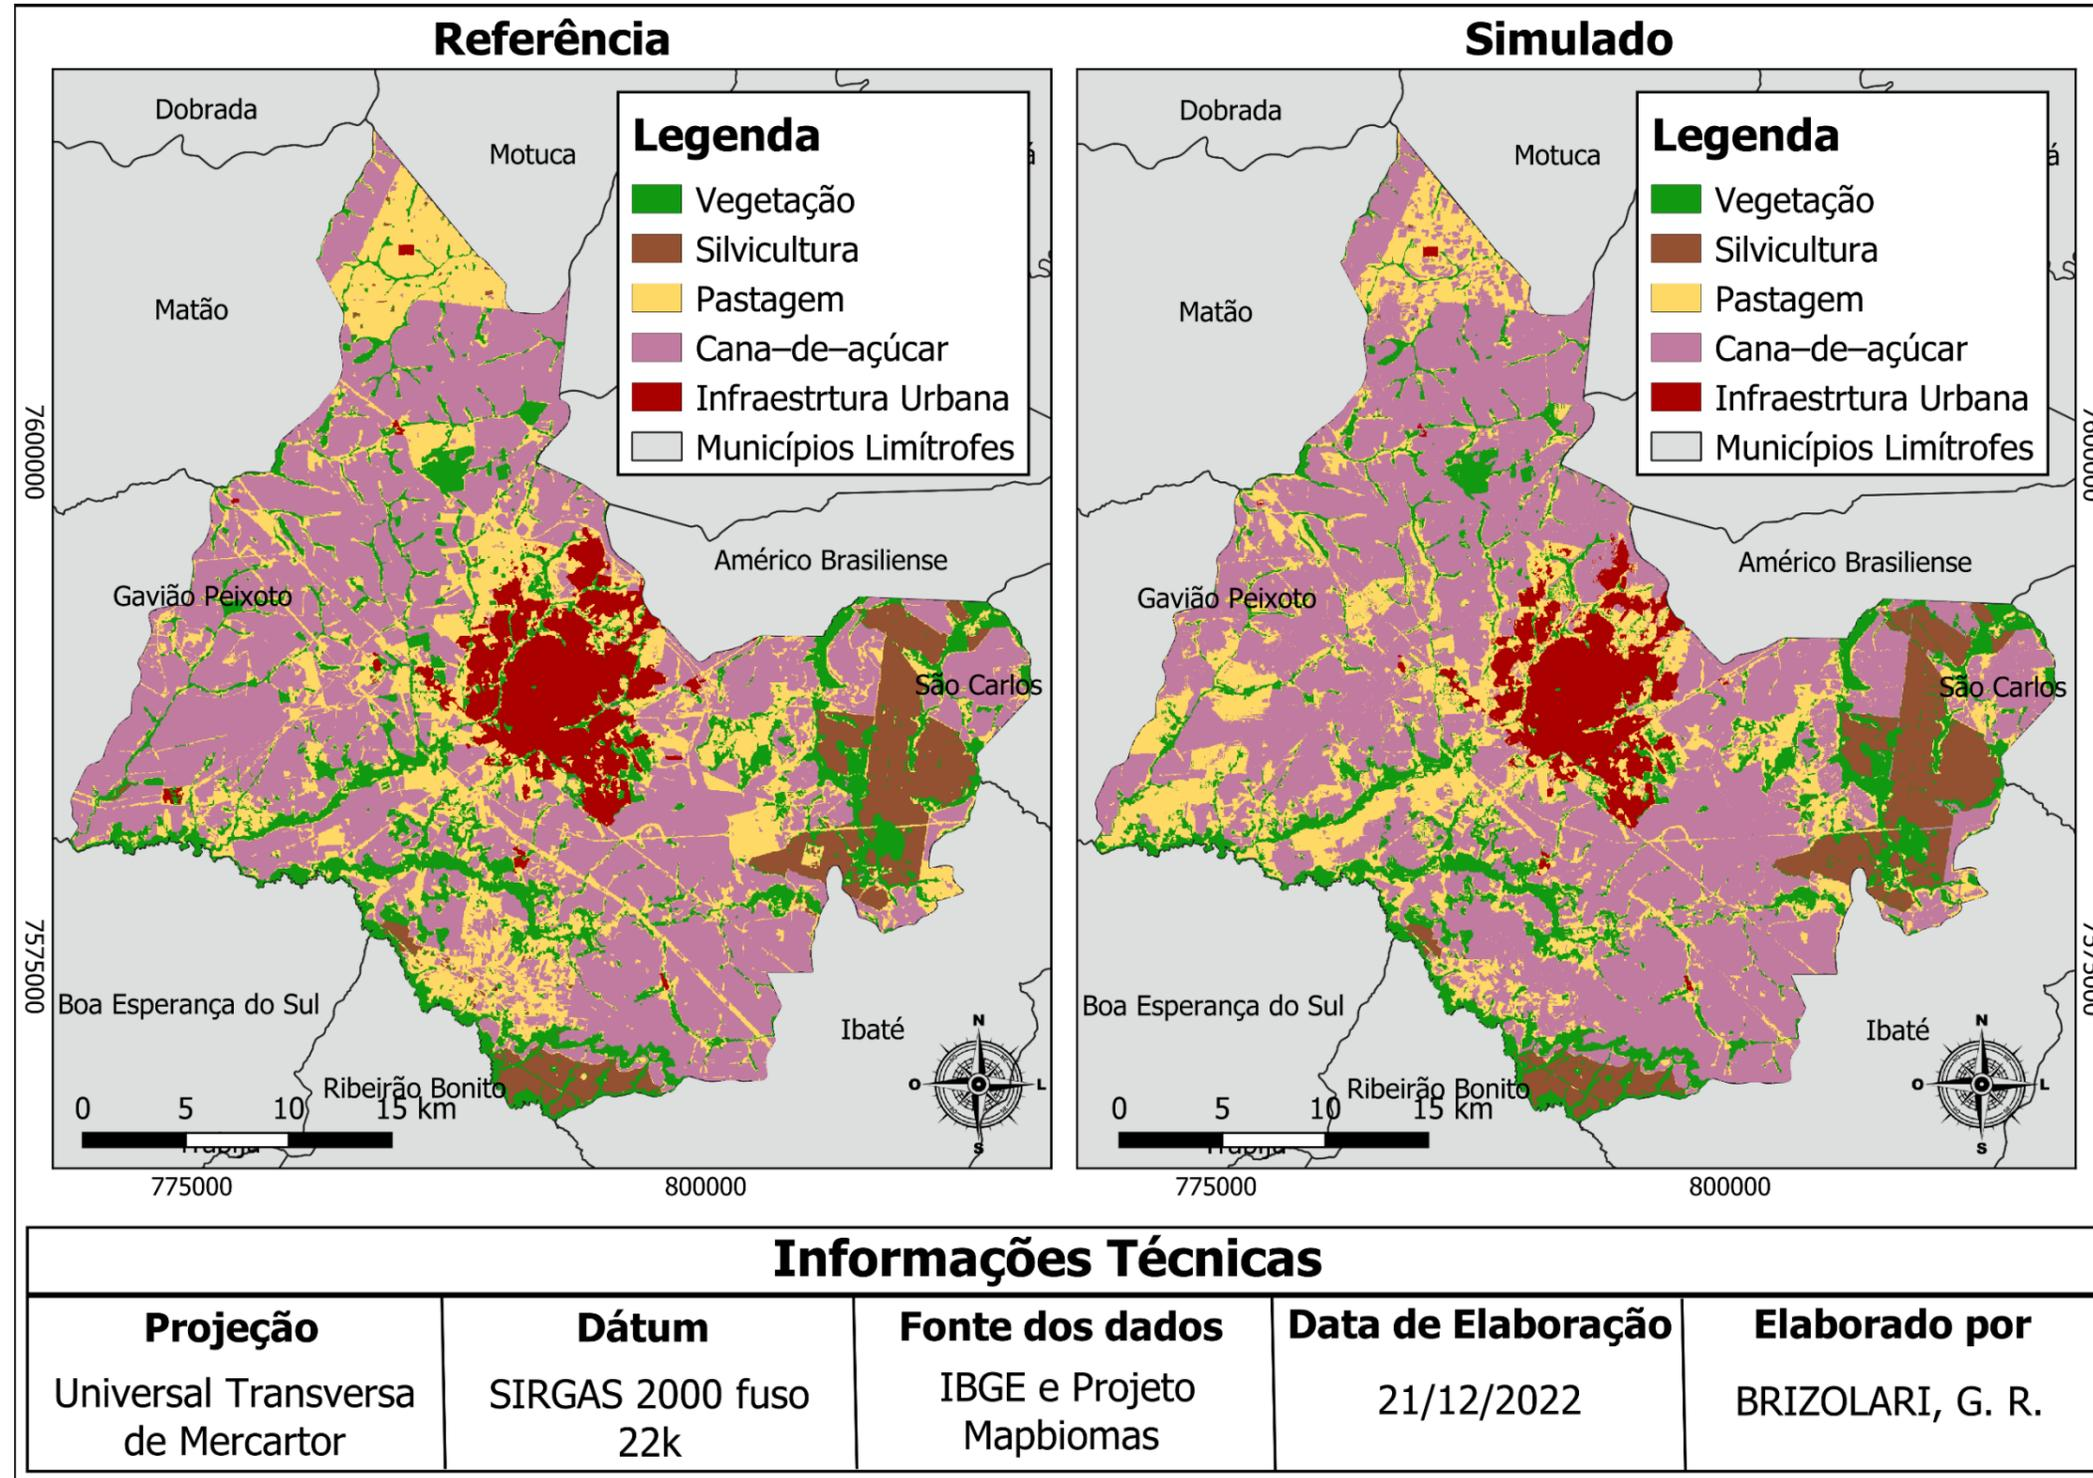 Referência
Simulado
Dobrada
Motuca
Matão
Gavião Peixoto
Américo Brasiliense
São Carlos
Boa Esperança do Sul
Ribeirão Bonito
Ibaté
Legenda
Vegetação
Silvicultura
Pastagem
Cana-de-açúcar
Infraestrtura Urbana
Municípios Limítrofes
N
O
L
S
0 5 10 15 km
7600000
7575000
775000
800000
Dobrada
Motuca
á
Matão
Gavião Peixoto
Américo Brasiliense
São Carlos
Boa Esperança do Sul
Ribeirão Bonito
Ibaté
Legenda
Vegetação
Silvicultura
Pastagem
Cana-de-açúcar
Infraestrtura Urbana
Municípios Limítrofes
N
O
L
S
0 5 10 15 km
775000
800000
Informações Técnicas
Projeção
Universal Transversa
de Mercartor
Dátum
SIRGAS 2000 fuso
22k
Fonte dos dados
IBGE e Projeto
Mapbiomas
Data de Elaboração
21/12/2022
Elaborado por
BRIZOLARI, G. R.